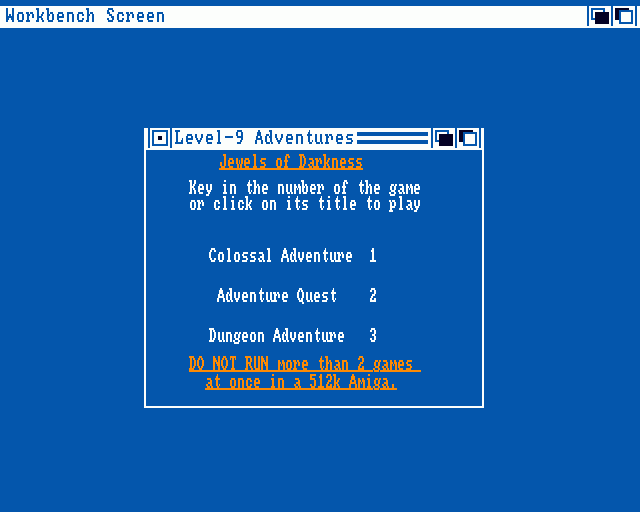 Workbench Screen
Level-9 Adventures
Jewels of Darkness
Key in the number of the game
or click on its title to play
Colossal Adventure 1
Adventure Quest 2
Dungeon Adventure 3
DO NOT RUN more than 2 games
at once in a 512k Amiga.